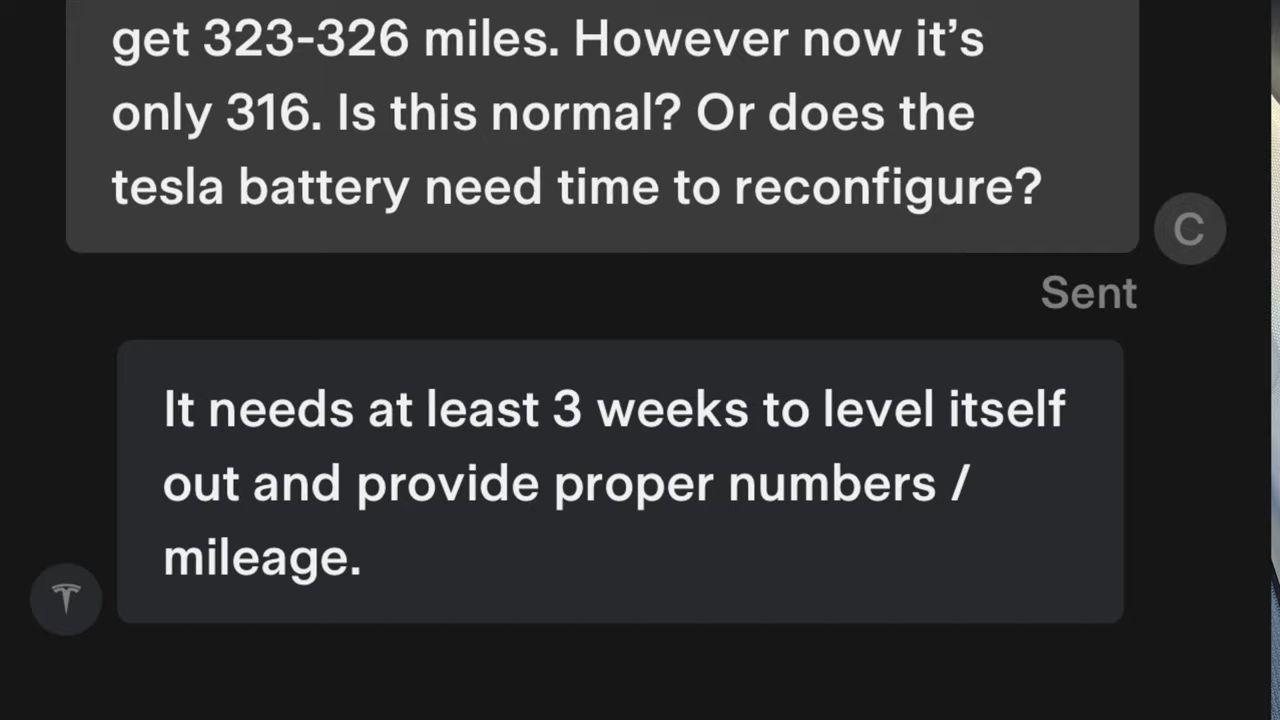 get 323-326 miles. However now it’s
only 316. Is this normal? Or does the
tesla battery need time to reconfigure?
C
Sent
It needs at least 3 weeks to level itself
out and provide proper numbers /
mileage.